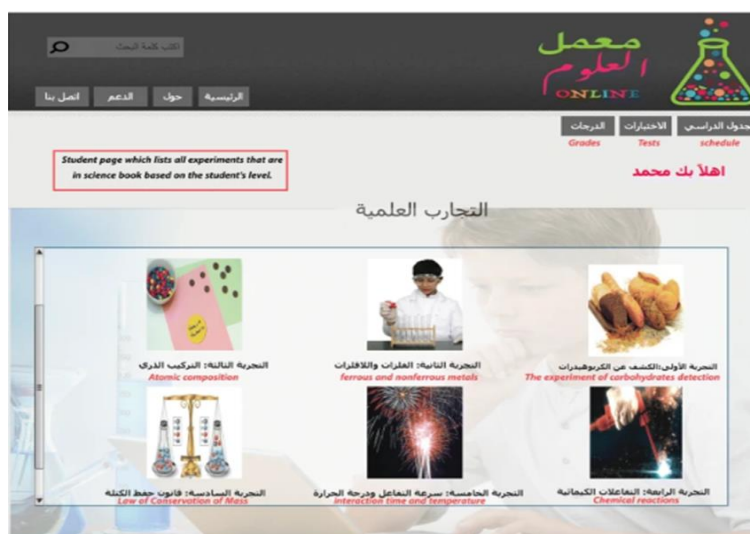 معمل
العلوم
ONLINE
اكتب كلمة البحث
الرئيسية
حول
الدعم
اتصل بنا
جدول الدراسي
الاختبارات
الدرجات
schedule
Tests
Grades
اهلاً بك محمد
Student page which lists all experiments that are
in science book based on the student's level.
التجارب العلمية
التجربة الأولى:الكشف عن الكربوهيدرات
The experiment of carbohydrates detection
التجربة الثانية: الفلزات واللافلزات
ferrous and nonferrous metals
التجربة الثالثة: التركيب الذري
Atomic composition
التجربة الرابعة: التفاعلات الكيمائية
Chemical reactions
التجربة الخامسة: سرعة التفاعل ودرجة الحرارة
interaction time and temperature
التجربة السادسة: قانون حفظ الكتلة
Law of Conservation of Mass